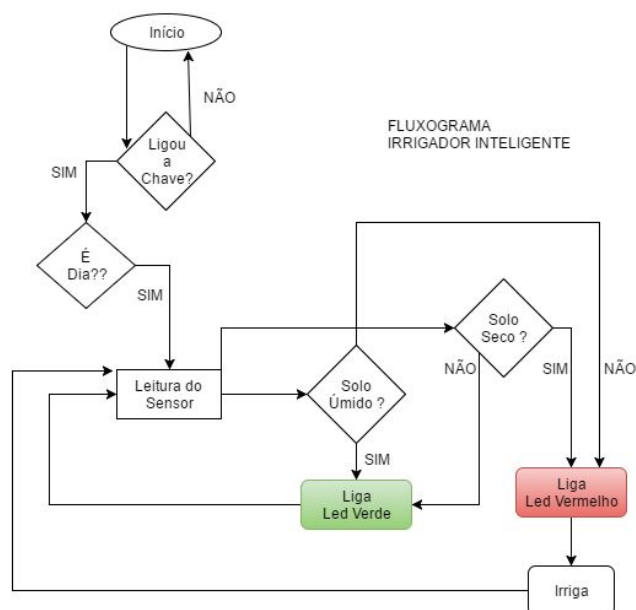 Início
NÃO
FLUXOGRAMA
IRRIGADOR INTELIGENTE
Ligou
a
Chave?
SIM
É
Dia??
SIM
Solo
Seco ?
Leitura do
Sensor
Solo
Úmido ?
NÃO
SIM
NÃO
SIM
Liga
Led Verde
Liga
Led Vermelho
Irriga